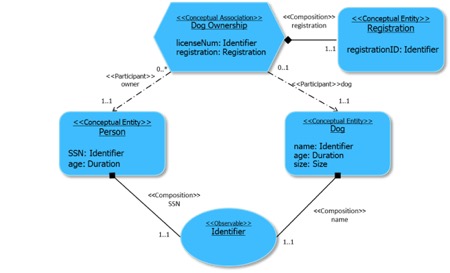 <<Conceptual Association>>
Dog Ownership
licenseNum: Identifier
registration: Registration
<<Composition>>
registration
1..1
<<Conceptual Entity>>
Registration
registrationID: Identifier
0..*
0..1
<<Participant>>
owner
<<Participant>>dog
1..1
1..1
<<Conceptual Entity>>
Person
SSN: Identifier
age: Duration
<<Conceptual Entity>>
Dog
name: Identifier
age: Duration
size: Size
<<Composition>>
SSN
<<Composition>>
name
1..1
1..1
<<Observable>>
Identifier